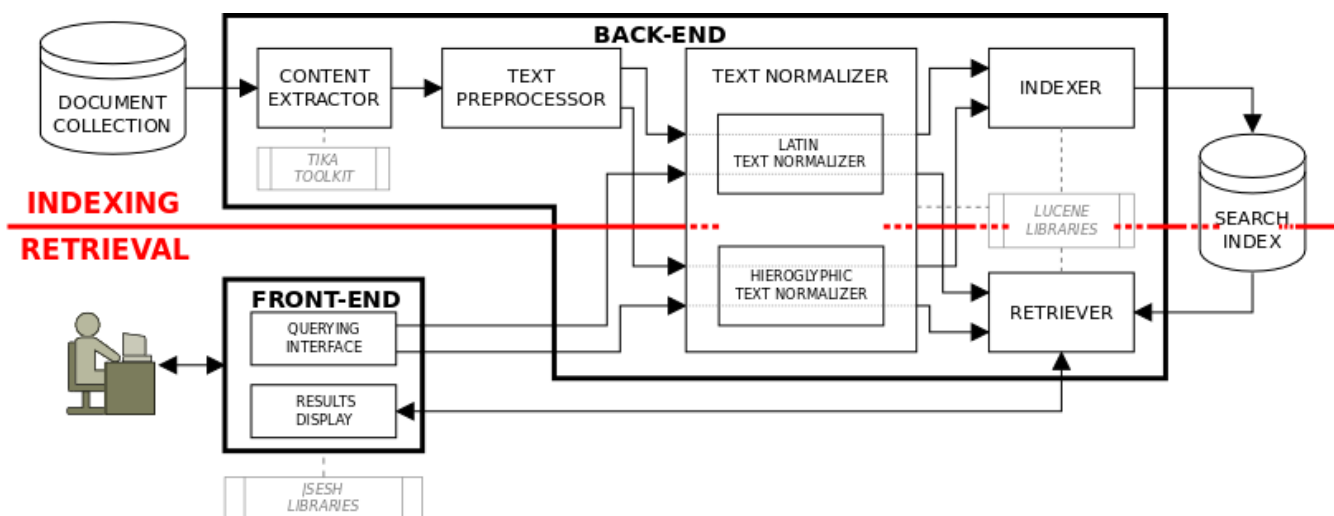 BACK-END
DOCUMENT
COLLECTION
CONTENT
EXTRACTOR
TEXT
PREPROCESSOR
TEXT NORMALIZER
INDEXER
LATIN
TEXT NORMALIZER
TIKA
TOOLKIT
INDEXING
LUCENE
LIBRARIES
SEARCH
INDEX
RETRIEVAL
HIEROGLYPHIC
TEXT NORMALIZER
RETRIEVER
FRONT-END
QUERYING
INTERFACE
RESULTS
DISPLAY
JSESH
LIBRARIES